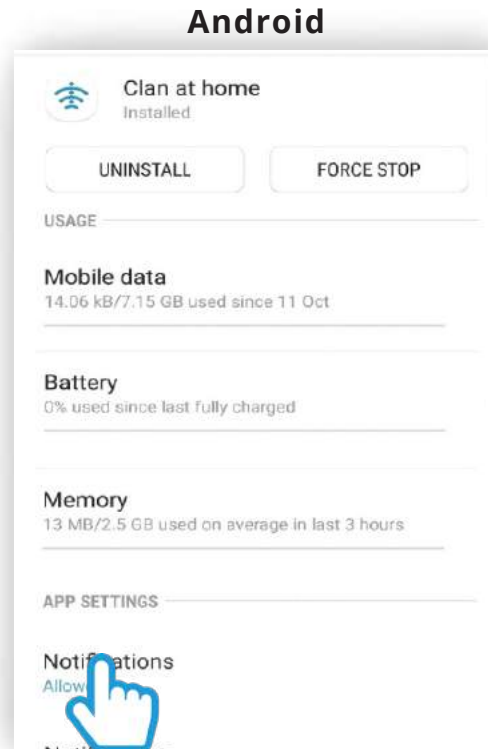 Android
Clan at home
Installed
UNINSTALL
FORCE STOP
USAGE
Mobile data
14.06 kB/7.15 GB used since 11 Oct
Battery
0% used since last fully charged
Memory
13 MB/2.5 GB used on average in last 3 hours
APP SETTINGS
Notifications